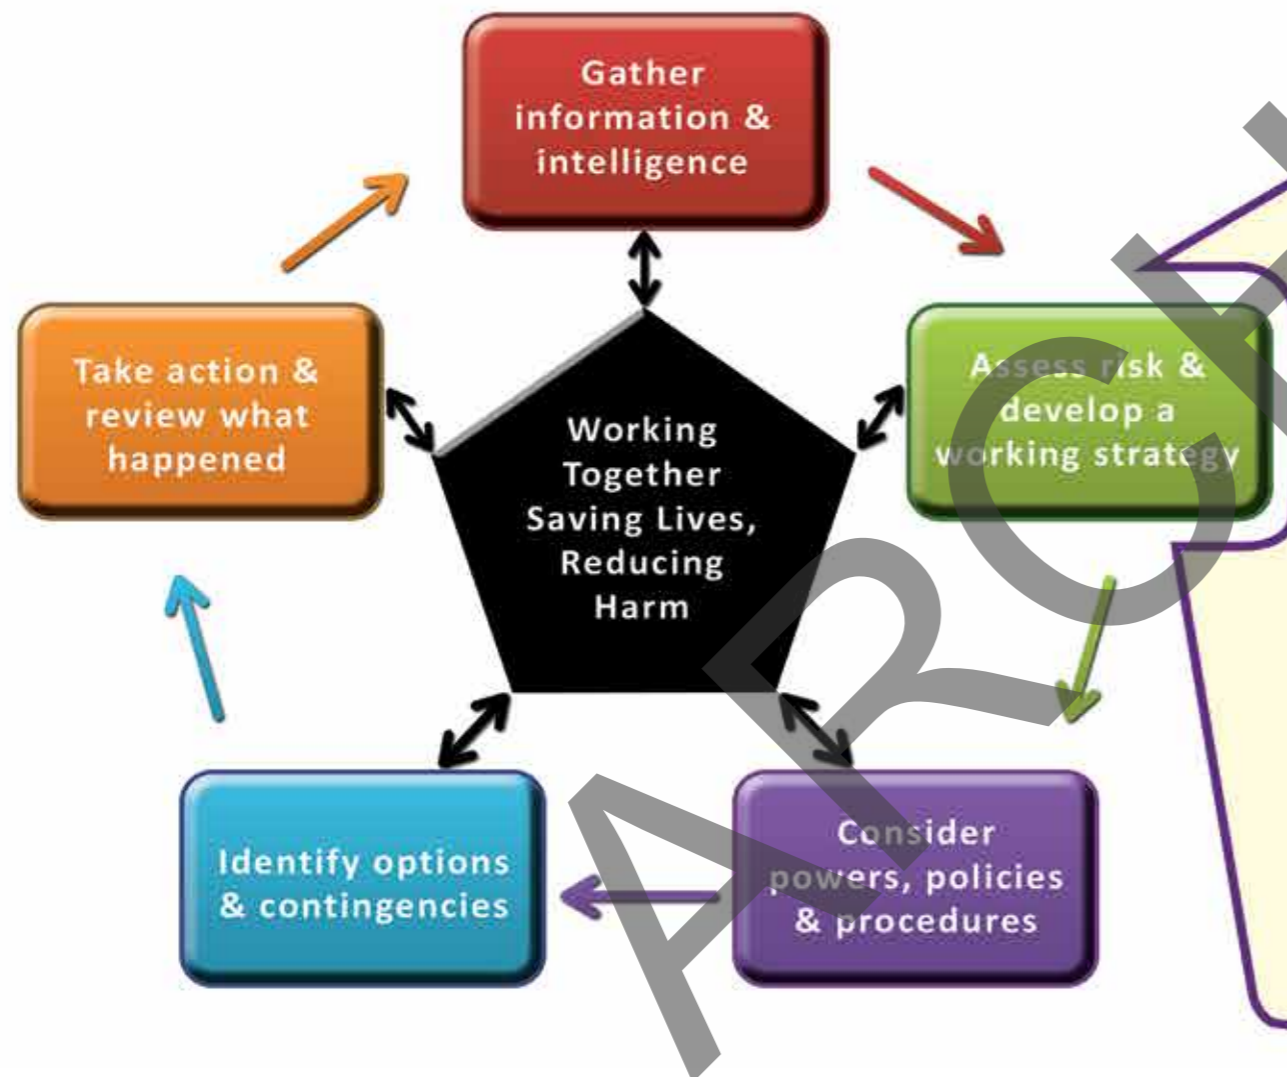 Gather
information &
intelligence
Take action &
review what
happened
Working
Together
Saving Lives,
Reducing
Harm
Assess risk &
develop a
working strategy
Identify options
& contingencies
Consider
powers, policies
& procedures
ARCH